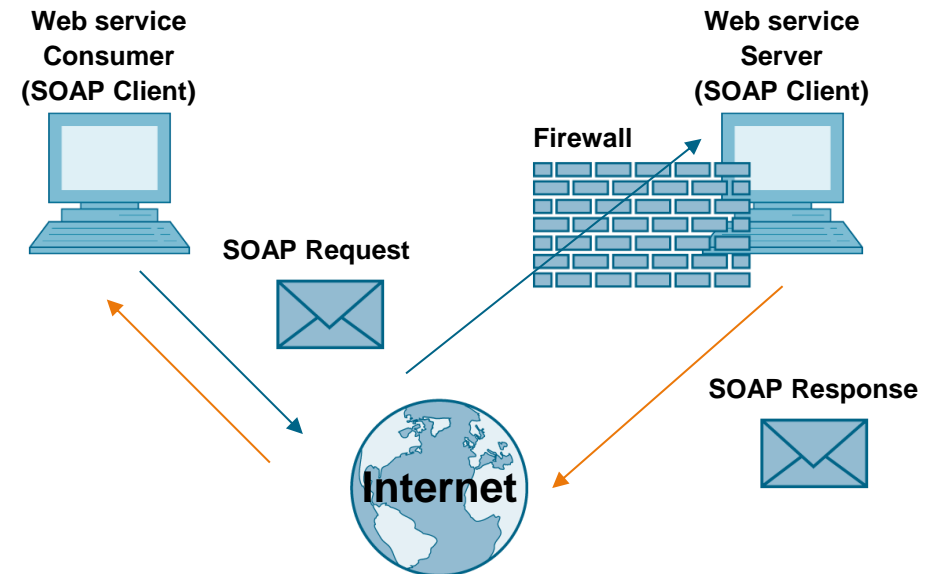 Web service
Consumer
(SOAP Client)
Web service
Server
(SOAP Client)
Firewall
SOAP Request
SOAP Response
Internet